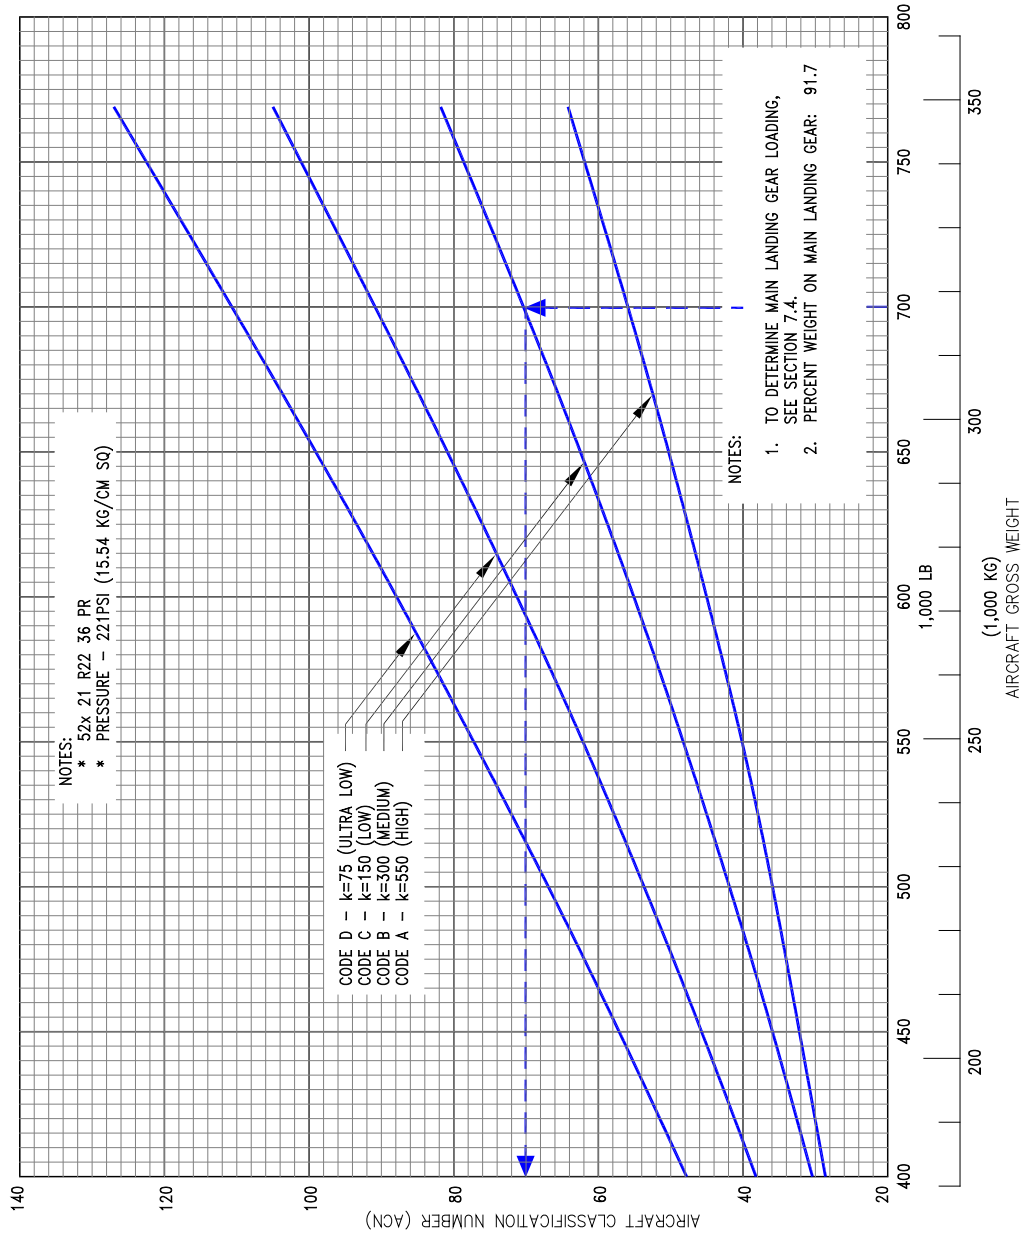 NOTES:
* 52x 21 R22 36 PR
* PRESSURE - 221PSI (15.54 KG/CM SQ)
CODE D - k=75 (ULTRA LOW)
CODE C - k=150 (LOW)
CODE B - k=300 (MEDIUM)
CODE A - k=550 (HIGH)
NOTES:
1. TO DETERMINE MAIN LANDING GEAR LOADING,
SEE SECTION 7.4.
2. PERCENT WEIGHT ON MAIN LANDING GEAR: 91.7
AIRCRAFT CLASSIFICATION NUMBER (ACN)
140
120
100
80
60
40
20
400 450 500 550 600 650 700 750 800
1,000 LB
200 250 300 350
(1,000 KG)
AIRCRAFT GROSS WEIGHT